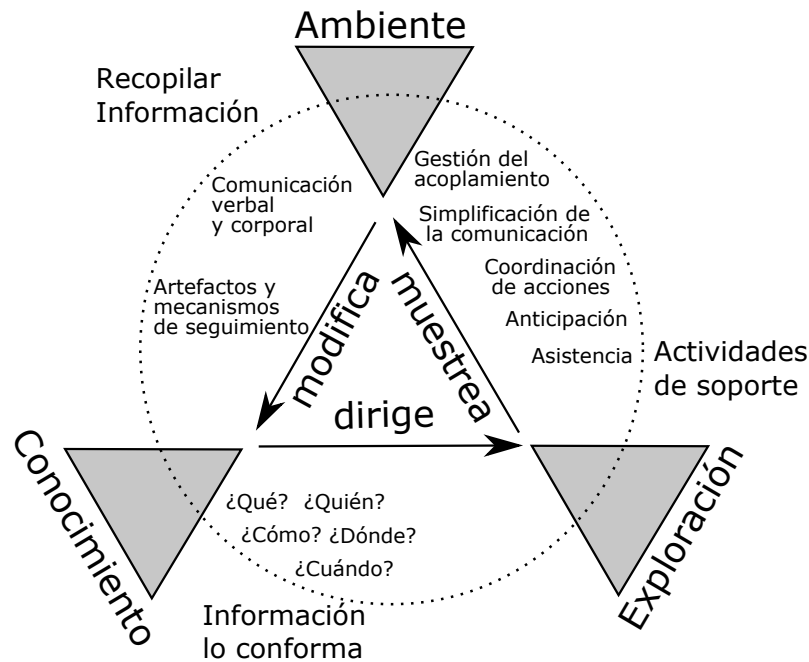 Ambiente
Recopilar
Información
Gestión del
acoplamiento
Comunicación
verbal
y corporal
Simplificación de
la comunicación
Coordinación
de acciones
Artefactos y
mecanismos
de seguimiento
Anticipación
Asistencia
Actividades
de soporte
modifica
muestrea
dirige
Conocimiento
Exploración
¿Qué? ¿Quién?
¿Cómo? ¿Dónde?
¿Cuándo?
Información
lo conforma